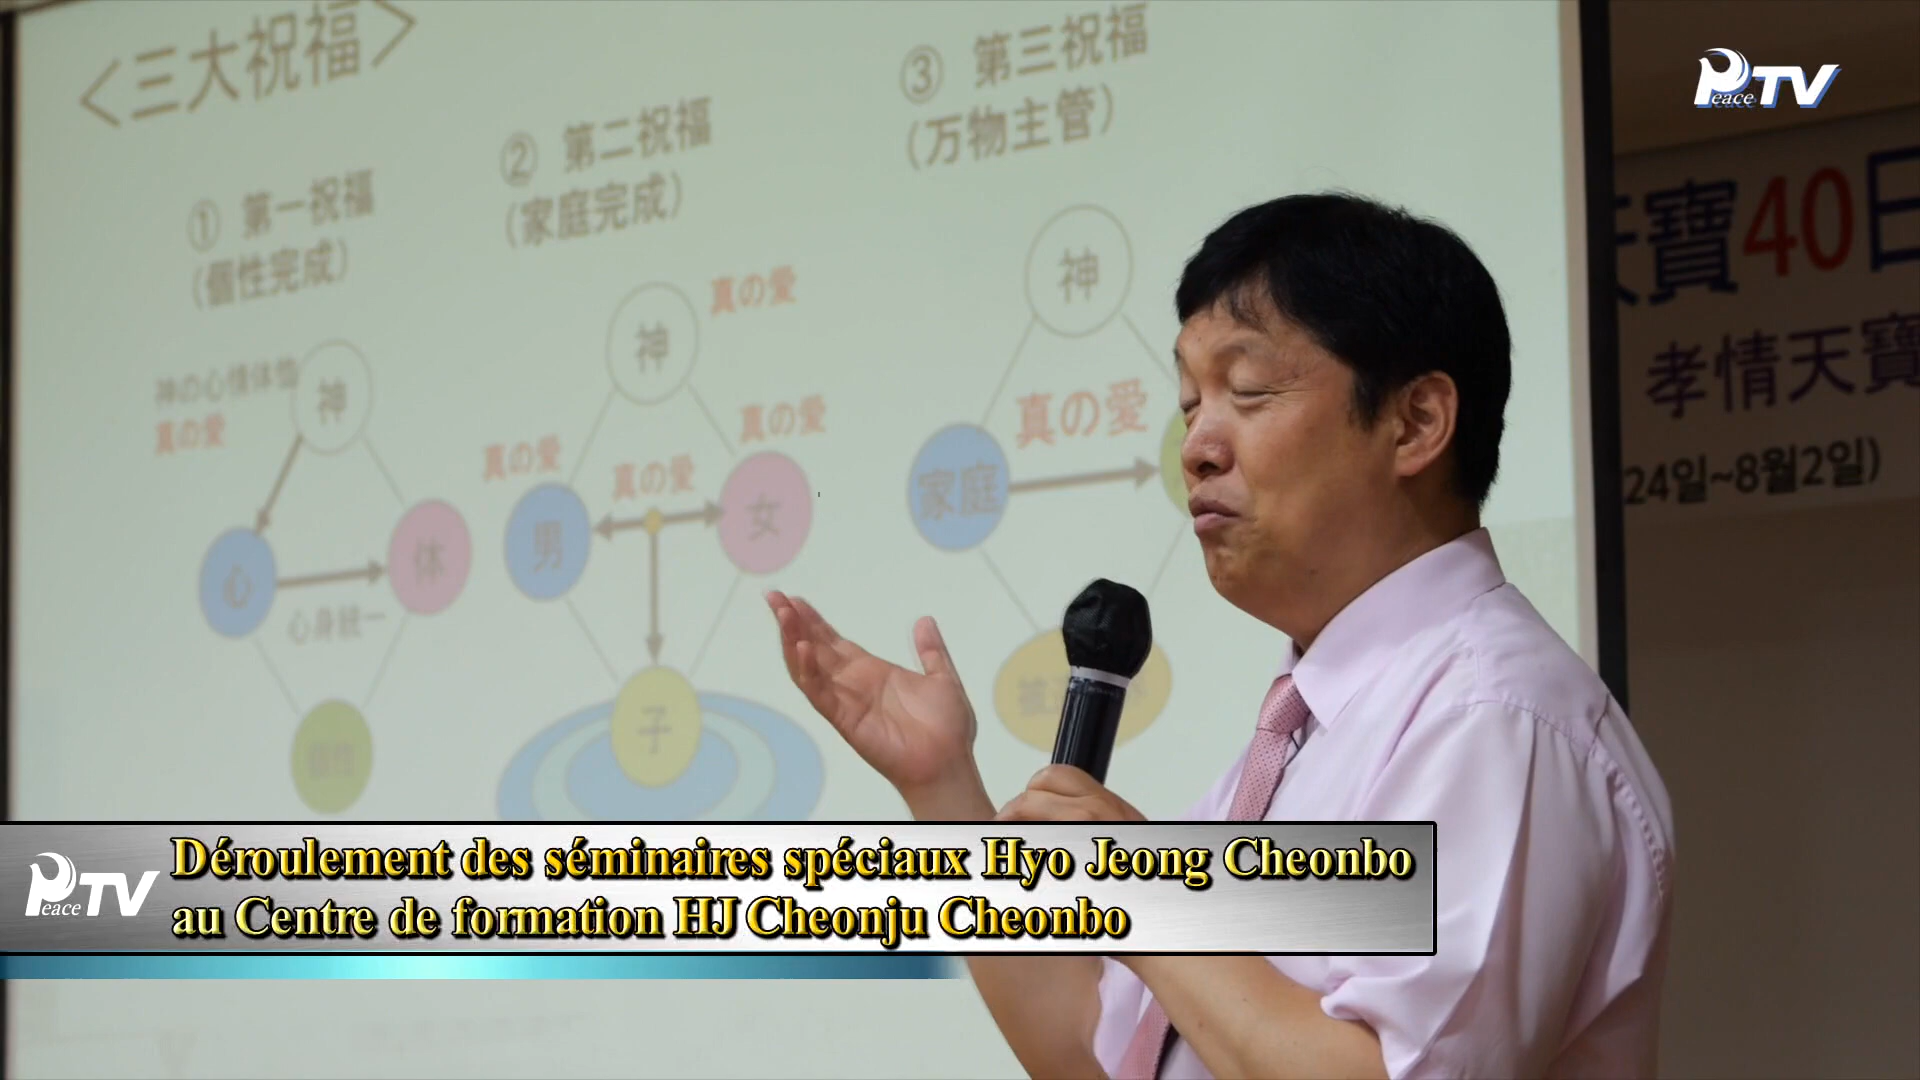 <三大祝福>
① 第一祝福
(個性完成)
② 第二祝福
(家庭完成)
③ 第三祝福
(万物主管)
神の心情体恤
真の愛
神
心
体
心身統一
個性
神
真の愛
真の愛
真の愛
真の愛
男
女
子
神
真の愛
家庭
Peace TV
天寶40日
孝情天寶
24일~8월2일)
Peace TV
Déroulement des séminaires spéciaux Hyo Jeong Cheonbo
au Centre de formation HJ Cheonju Cheonbo